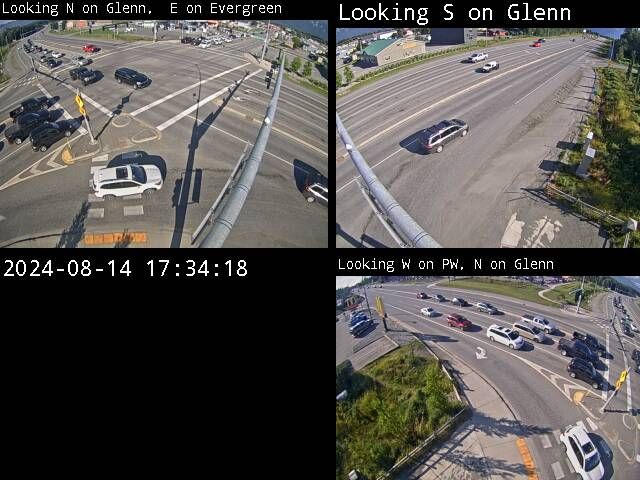 Looking N on Glenn,  E on Evergreen
Looking S on Glenn
2024-08-14 17:34:18
Looking W on PW, N on Glenn